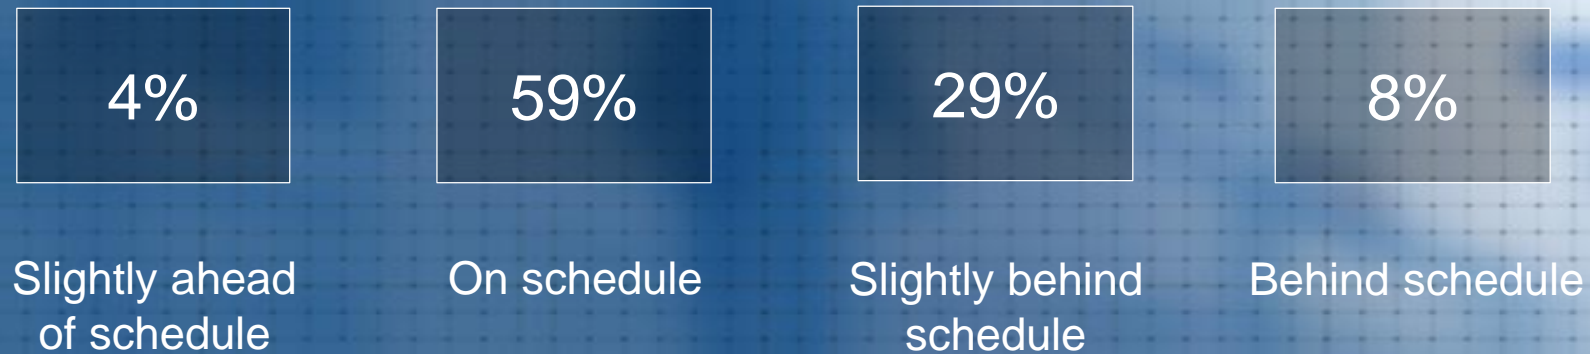 4%
59%
29%
8%
Slightly ahead
of schedule
On schedule
Slightly behind
schedule
Behind schedule